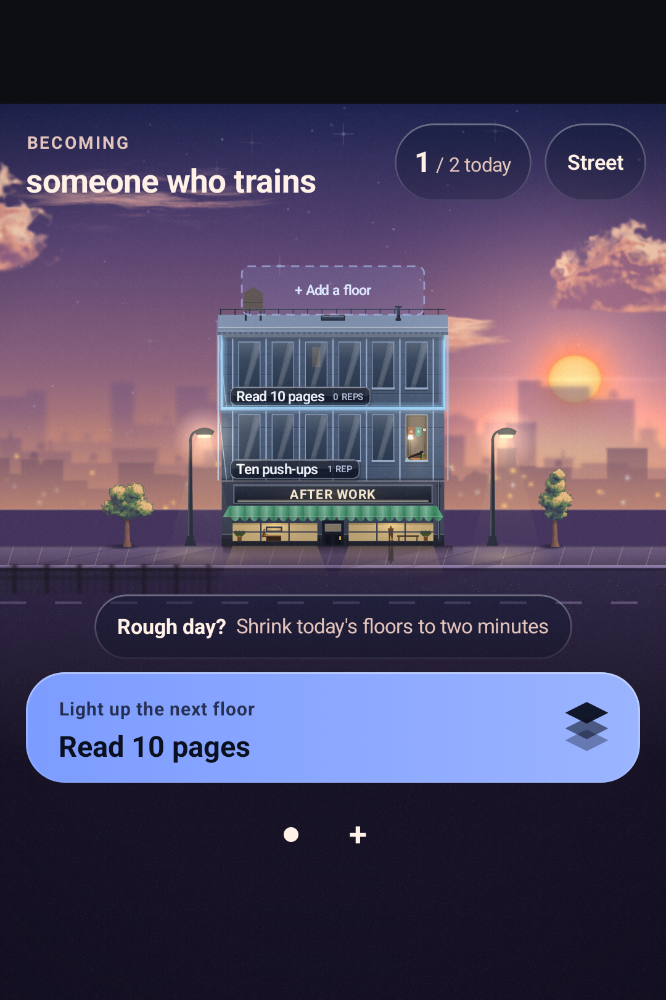 BECOMING
someone who trains
1 / 2 today
Street
+ Add a floor
Read 10 pages 0 REPS
Ten push-ups 1 REP
AFTER WORK
Rough day? Shrink today's floors to two minutes
Light up the next floor
Read 10 pages
+